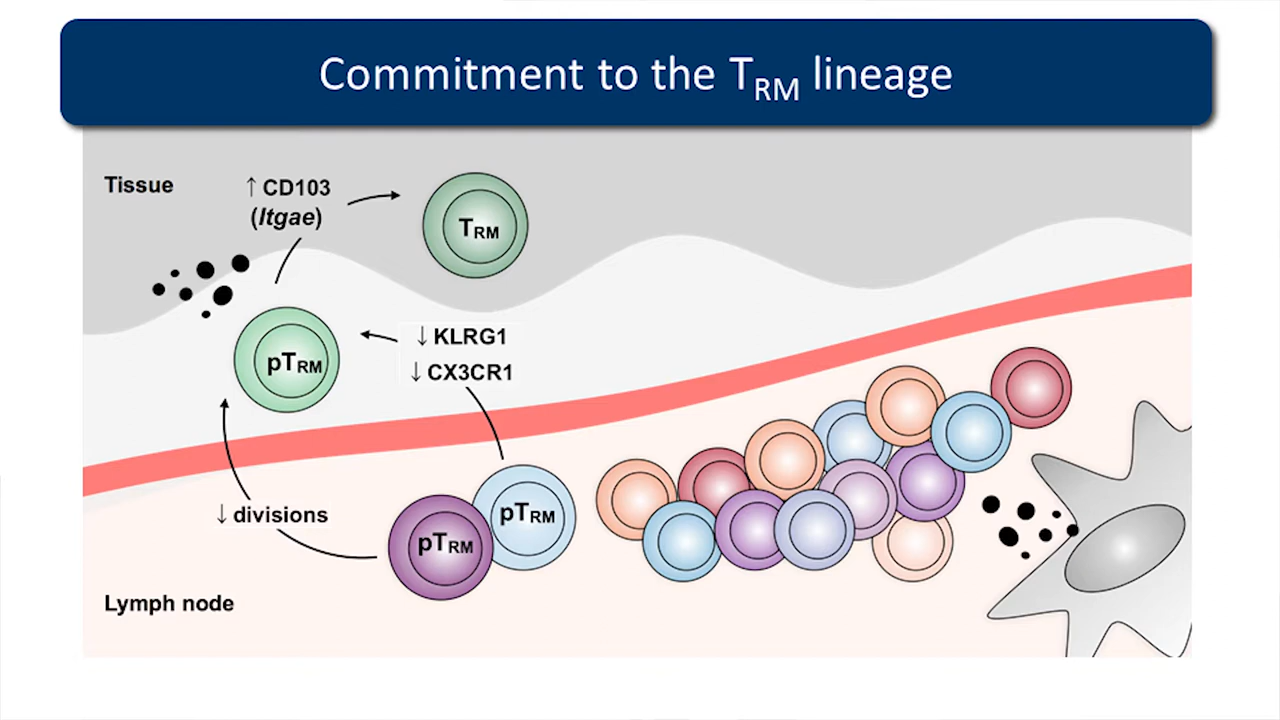 Commitment to the TRM lineage
Tissue
↑ CD103
(Itgae)
TRM
pTRM
↓ KLRG1
↓ CX3CR1
↓ divisions
pTRM
pTRM
Lymph node